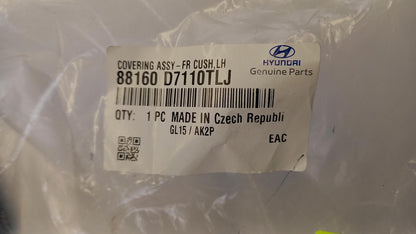 COVERING ASSY-FR CUSH,LH
HYUNDAI
Genuine Parts
88160 D7110TLJ
QTY: 1 PC MADE IN Czech Republi
GL15 / AK2P
EAC